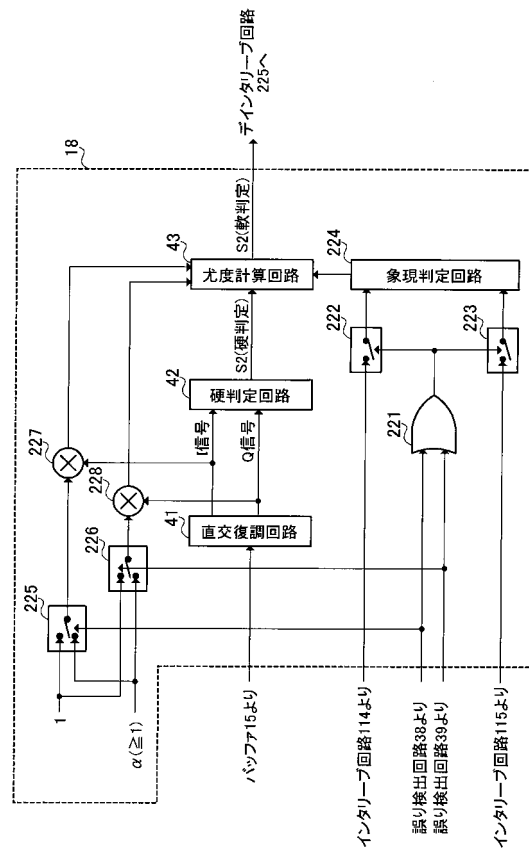 18
1
α(≧1)
225
226
227
228
バッファ15より
41
直交復調回路
I信号
Q信号
42
硬判定回路
S2(硬判定)
43
尤度計算回路
S2(軟判定)
デインタリーブ回路
225へ
インタリーブ回路114より
222
224
象現判定回路
誤り検出回路38より
誤り検出回路39より
221
223
インタリーブ回路115より